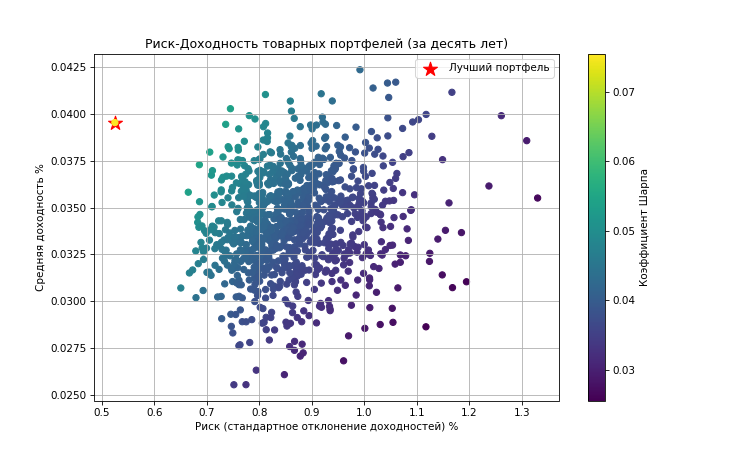 Риск-Доходность товарных портфелей (за десять лет)
Лучший портфель
Средняя доходность %
0.0425
0.0400
0.0375
0.0350
0.0325
0.0300
0.0275
0.0250
0.5 0.6 0.7 0.8 0.9 1.0 1.1 1.2 1.3
Риск (стандартное отклонение доходностей) %
0.07
0.06
0.05
0.04
0.03
Коэффициент Шарпа